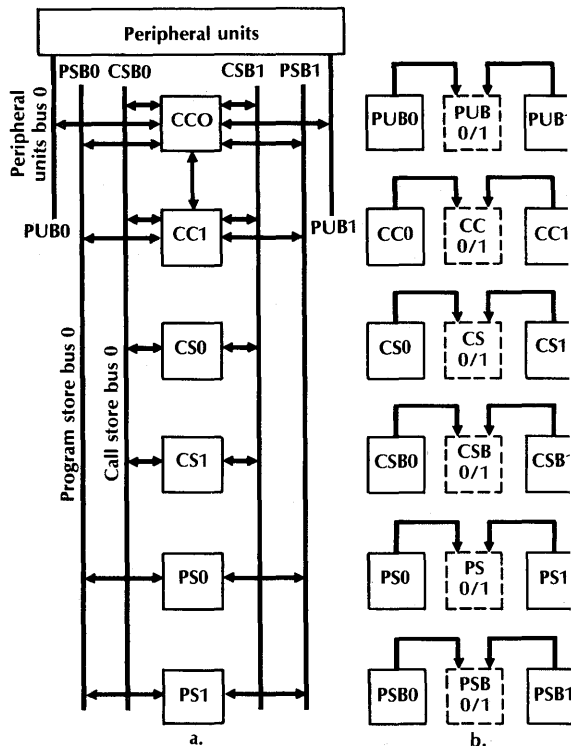 Peripheral units
PSB0
CSB0
CSB1
PSB1
Peripheral
units bus 0
CCO
PUB0
CC1
PUB1
Program store bus 0
Call store bus 0
CS0
CS1
PS0
PS1
a.
PUB0
PUB
0/1
PUB1
CC0
CC
0/1
CC1
CS0
CS
0/1
CS1
CSB0
CSB
0/1
CSB1
PS0
PS
0/1
PS1
PSB0
PSB
0/1
PSB1
b.